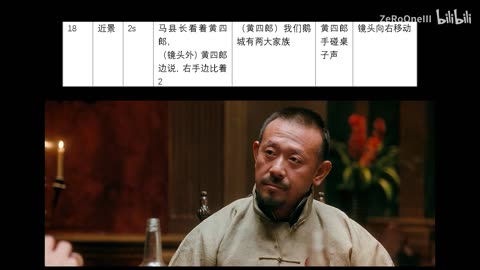 ZeRoOneIII bilibili
18 近景 2s 马县长看着黄四 (黄四郎)我们鹅 黄四郎 镜头向右移动
郎, 城有两大家族 手碰桌
(镜头外)黄四郎 子声
边说,右手边比着
2